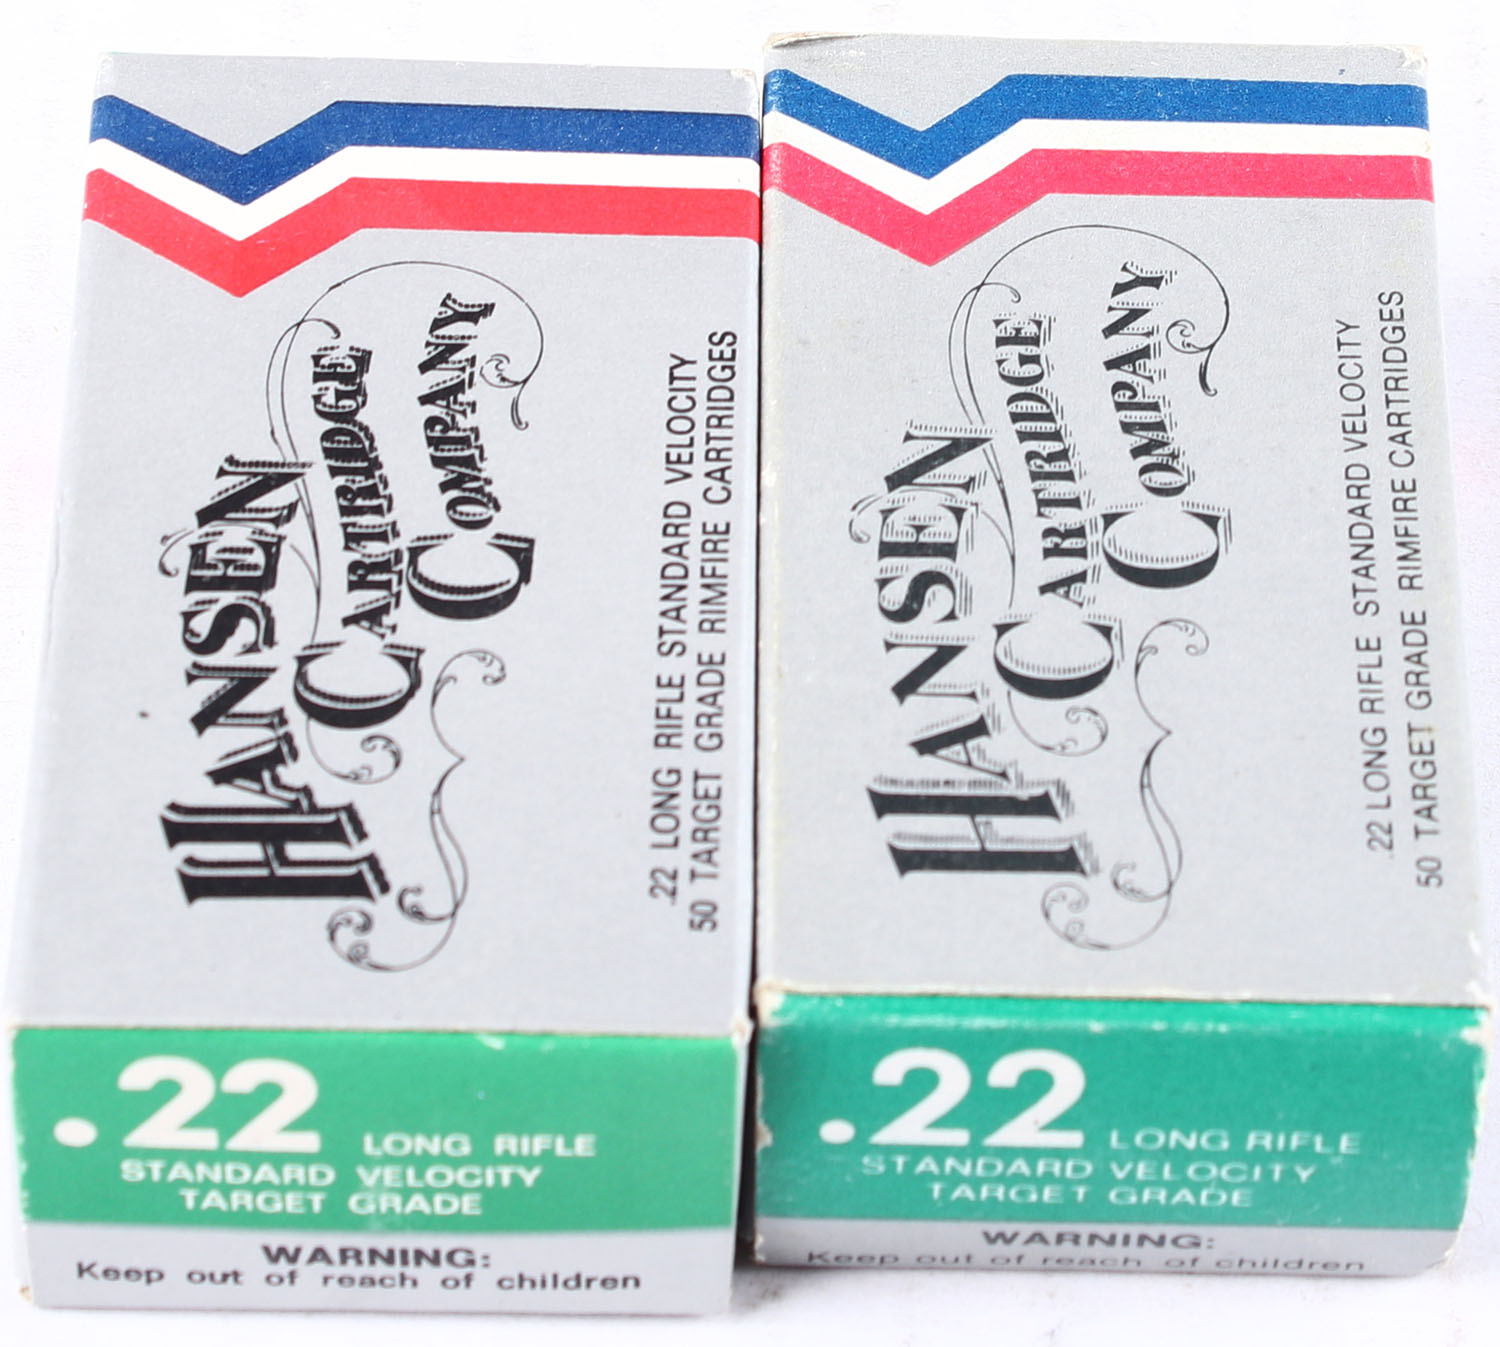 HANSEN
CARTRIDGE
COMPANY
.22 LONG RIFLE STANDARD VELOCITY
50 TARGET GRADE RIMFIRE CARTRIDGES
.22 LONG RIFLE
STANDARD VELOCITY
TARGET GRADE
WARNING:
Keep out of reach of children
HANSEN
CARTRIDGE
COMPANY
.22 LONG RIFLE STANDARD VELOCITY
50 TARGET GRADE RIMFIRE CARTRIDGES
.22 LONG RIFLE
STANDARD VELOCITY
TARGET GRADE
WARNING:
Keep out of reach of children